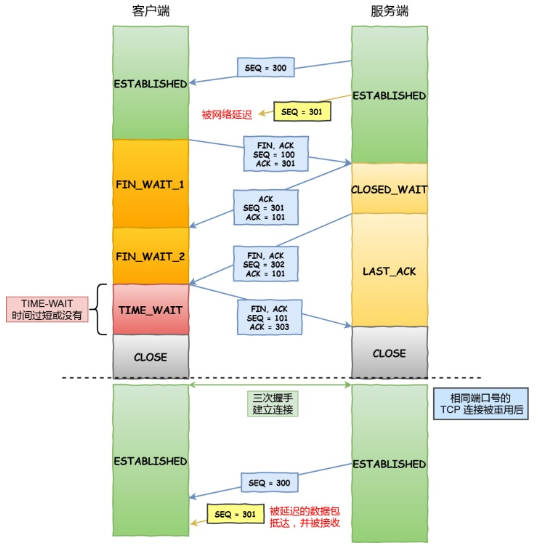 客户端
服务端
SEQ = 300
ESTABLISHED
ESTABLISHED
被网络延迟
SEQ = 301
FIN, ACK
SEQ = 100
ACK = 301
FIN_WAIT_1
CLOSED_WAIT
ACK
SEQ = 301
ACK = 101
FIN_WAIT_2
FIN, ACK
SEQ = 302
ACK = 101
LAST_ACK
TIME-WAIT
时间过短或没有
TIME_WAIT
FIN, ACK
SEQ = 101
ACK = 303
CLOSE
CLOSE
三次握手
建立连接
相同端口号的
TCP 连接被重用后
ESTABLISHED
ESTABLISHED
SEQ = 300
SEQ = 301
被延迟的数据包
抵达，并被接收